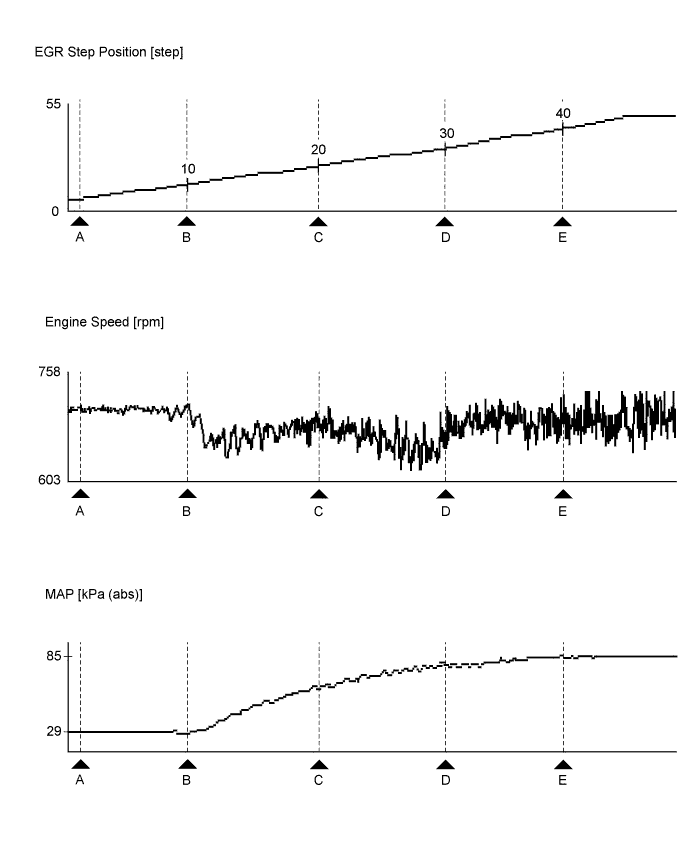 EGR Step Position [step]
55
40
30
20
10
0
A B C D E
Engine Speed [rpm]
758
603
A B C D E
MAP [kPa (abs)]
85
29
A B C D E